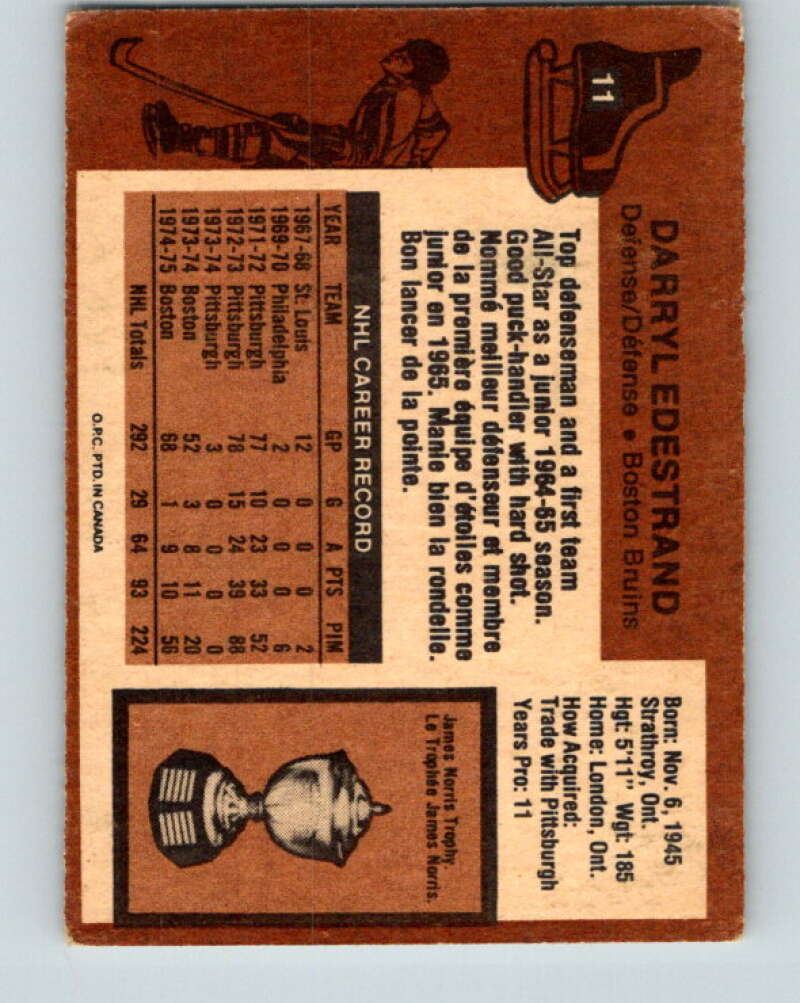 11
DARRYL EDESTRAND
Defense/Défense • Boston Bruins
Born: Nov. 6, 1945
Strathroy, Ont.
Hgt: 5'11" Wgt: 185
Home: London, Ont.
How Acquired:
Trade with Pittsburgh
Years Pro: 11
Top defenseman and a first team
All-Star as a junior 1964-65 season.
Good puck-handler with hard shot.
Nommé meilleur défenseur et membre
de la première équipe d'étoiles comme
junior en 1965. Manie bien la rondelle.
Bon lancer de la pointe.
NHL CAREER RECORD
YEAR TEAM GP G A PTS PIM
1967-68 St. Louis 12 0 0 0 2
1969-70 Philadelphia 2 0 0 0 6
1971-72 Pittsburgh 77 10 23 33 52
1972-73 Pittsburgh 78 15 24 39 88
1973-74 Pittsburgh 3 0 0 0 0
1973-74 Boston 52 3 8 11 20
1974-75 Boston 68 1 9 10 56
NHL Totals 292 29 64 93 224
James Norris Trophy.
Le Trophée James Norris.
O.P.C. PTD. IN CANADA